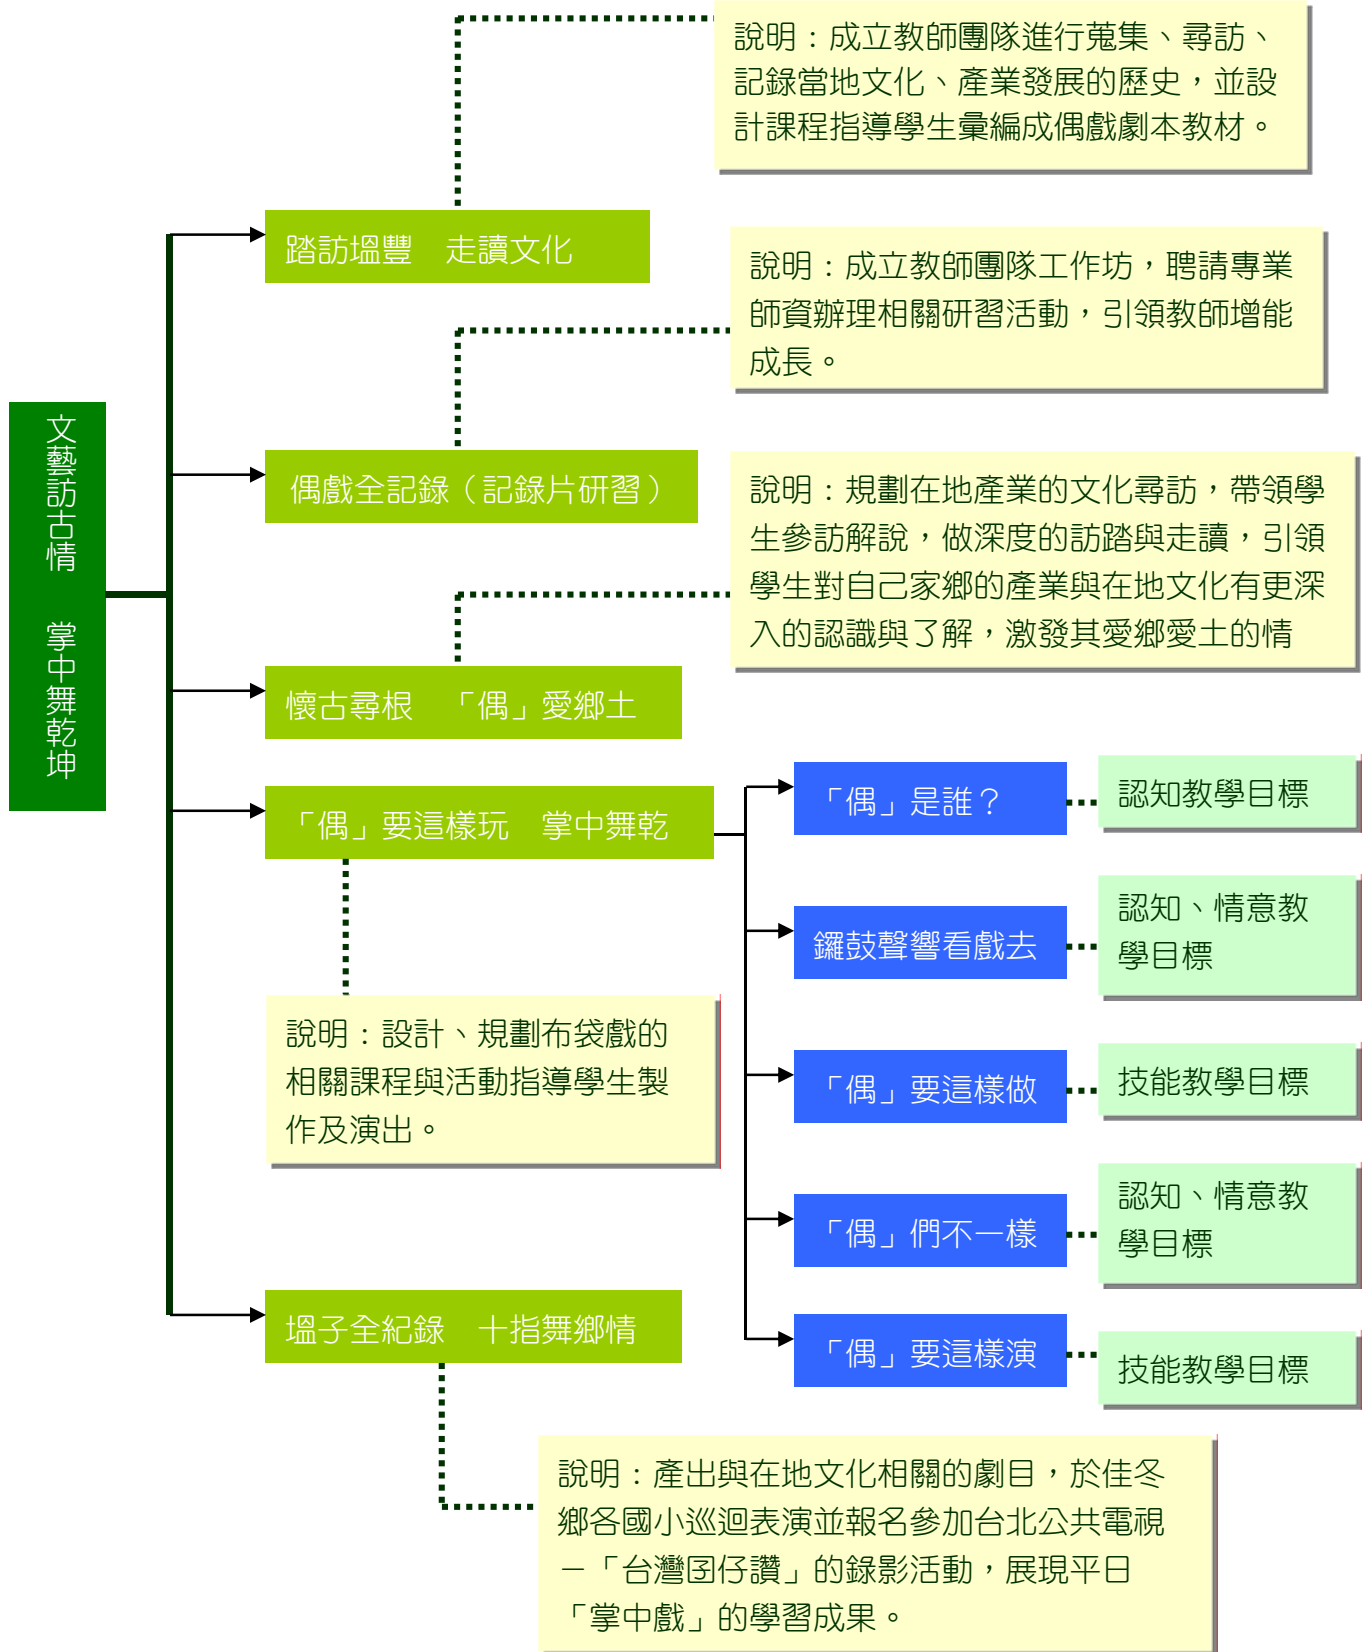 說明：成立教師團隊進行蒐集、尋訪、
記錄當地文化、產業發展的歷史，並設
計課程指導學生彙編成偶戲劇本教材。
踏訪塭豐　走讀文化
說明：成立教師團隊工作坊，聘請專業
師資辦理相關研習活動，引領教師增能
成長。
文藝訪古情　掌中舞乾坤
偶戲全記錄（記錄片研習）
說明：規劃在地產業的文化尋訪，帶領學
生參訪解說，做深度的訪踏與走讀，引領
學生對自己家鄉的產業與在地文化有更深
入的認識與了解，激發其愛鄉愛土的情
懷古尋根　「偶」愛鄉土
「偶」要這樣玩　掌中舞乾
說明：設計、規劃布袋戲的
相關課程與活動指導學生製
作及演出。
「偶」是誰？
認知教學目標
鑼鼓聲響看戲去
認知、情意教
學目標
「偶」要這樣做
技能教學目標
「偶」們不一樣
認知、情意教
學目標
「偶」要這樣演
技能教學目標
塭子全紀錄　十指舞鄉情
說明：產出與在地文化相關的劇目，於佳冬
鄉各國小巡迴表演並報名參加台北公共電視
－「台灣囝仔讚」的錄影活動，展現平日
「掌中戲」的學習成果。